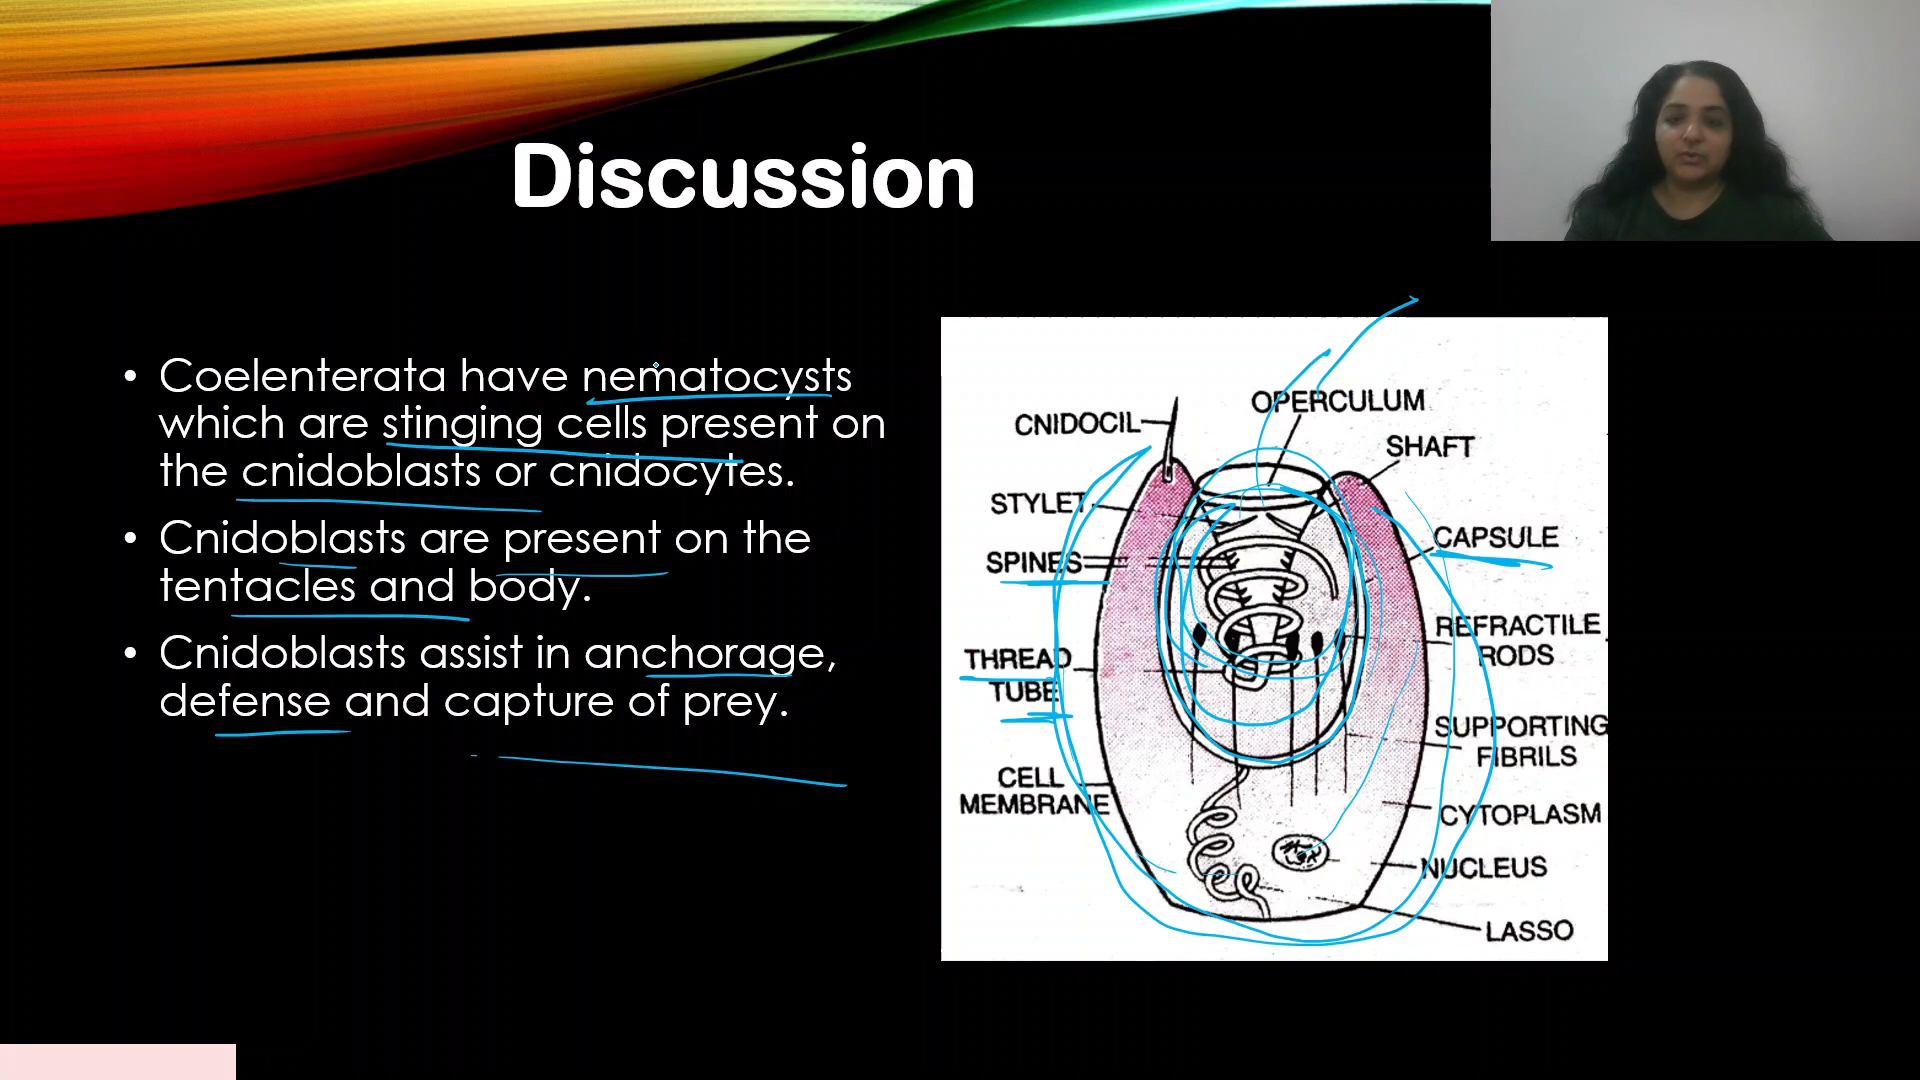 Discussion
• Coelenterata have nematocysts
which are stinging cells present on
the cnidoblasts or cnidocytes.
• Cnidoblasts are present on the
tentacles and body.
• Cnidoblasts assist in anchorage,
defense and capture of prey.
CNIDOCIL
OPERCULUM
SHAFT
STYLET
SPINES
CAPSULE
THREAD
TUBE
REFRACTILE
RODS
SUPPORTING
FIBRILS
CELL
MEMBRANE
CYTOPLASM
NUCLEUS
LASSO